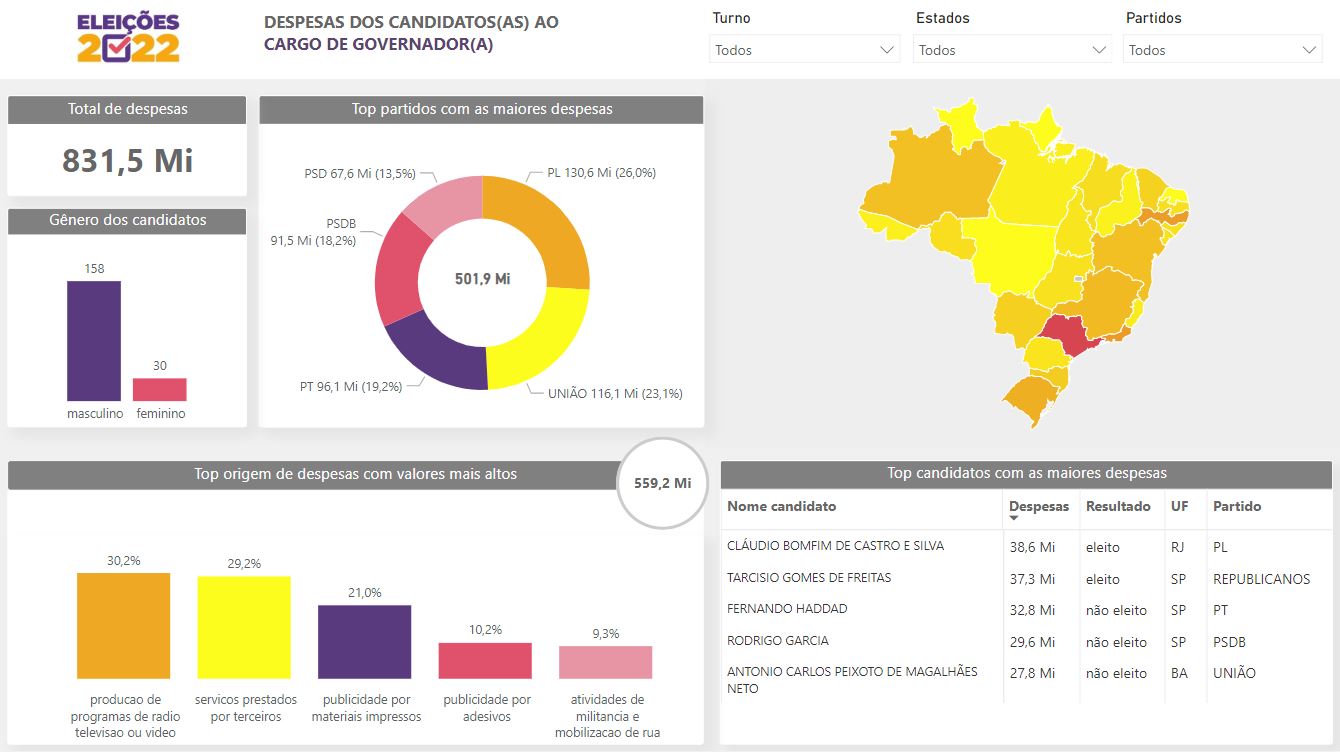 ELEIÇÕES
2022
DESPESAS DOS CANDIDATOS(AS) AO
CARGO DE GOVERNADOR(A)
Turno
Todos
Estados
Todos
Partidos
Todos
Total de despesas
831,5 Mi
Gênero dos candidatos
158
30
masculino
feminino
Top partidos com as maiores despesas
PSD 67,6 Mi (13,5%)
PL 130,6 Mi (26,0%)
PSDB
91,5 Mi (18,2%)
501,9 Mi
PT 96,1 Mi (19,2%)
UNIÃO 116,1 Mi (23,1%)
Top origem de despesas com valores mais altos
559,2 Mi
30,2%
29,2%
21,0%
10,2%
9,3%
producao de
programas de radio
televisao ou video
servicos prestados
por terceiros
publicidade por
materiais impressos
publicidade por
adesivos
atividades de
militancia e
mobilizacao de rua
Top candidatos com as maiores despesas
Nome candidato Despesas Resultado UF Partido
CLÁUDIO BOMFIM DE CASTRO E SILVA 38,6 Mi eleito RJ PL
TARCISIO GOMES DE FREITAS 37,3 Mi eleito SP REPUBLICANOS
FERNANDO HADDAD 32,8 Mi não eleito SP PT
RODRIGO GARCIA 29,6 Mi não eleito SP PSDB
ANTONIO CARLOS PEIXOTO DE MAGALHÃES 27,8 Mi não eleito BA UNIÃO
NETO